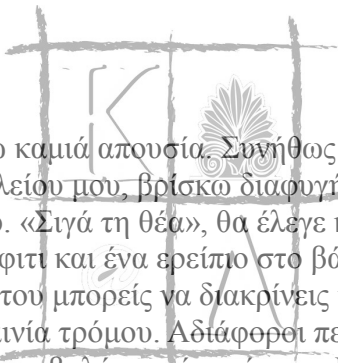 καμιά απουσία. Συνήθως
λείου μου, βρίσκω διαφυγή
«Σιγά τη θέα», θα έλεγε
φιτι και ένα ερείπιο στο βά
του μπορείς να διακρίνεις
ινία τρόμου. Αδιάφοροι πε